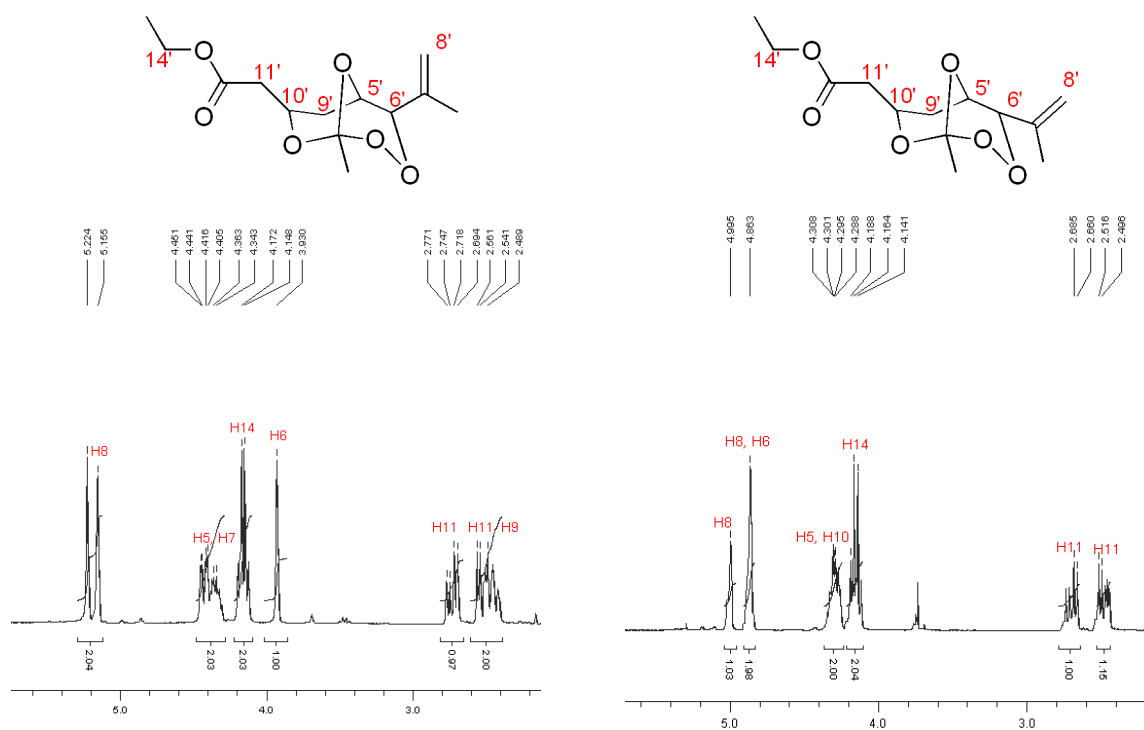 O 14' O 11' 10' 9' O 5' 6' 8' O O O
O 14' O 11' 10' 9' O 5' 6' 8' O O O
5.224
5.155
4.451
4.441
4.416
4.405
4.363
4.343
4.172
4.148
3.930
2.771
2.747
2.718
2.694
2.561
2.541
2.489
H8
H5, H7
H14
H6
H11
H11, H9
2.04
2.03
2.03
1.00
0.97
2.00
5.0 4.0 3.0
4.995
4.863
4.308
4.301
4.295
4.288
4.188
4.164
4.141
2.685
2.660
2.516
2.496
H8
H8, H6
H5, H10
H14
H11
H11
1.03
1.98
2.00
2.04
1.00
1.15
5.0 4.0 3.0